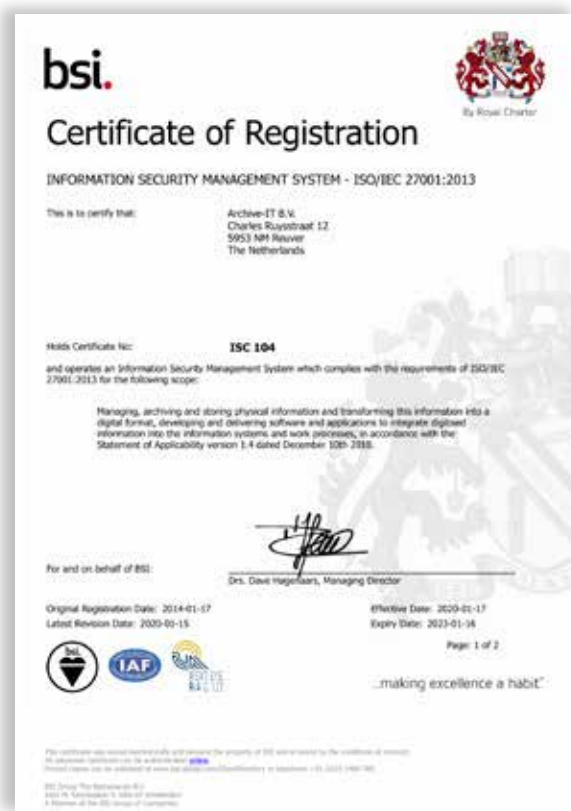 bsi.
By Royal Charter
Certificate of Registration
INFORMATION SECURITY MANAGEMENT SYSTEM - ISO/IEC 27001:2013
This is to certify that:
Archive-IT B.V.
Charles Ruysstraat 12
5953 NM Reuver
The Netherlands
Holds Certificate No:
ISC 104
and operates an Information Security Management System which complies with the requirements of ISO/IEC
27001:2013 for the following scope:
Managing, archiving and storing physical information and transforming this information into a
digital format, developing and delivering software and applications to integrate digitised
information into the information systems and work processes, in accordance with the
Statement of Applicability version 1.4 dated December 10th 2018.
For and on behalf of BSI:
Drs. Dave Hagenaars, Managing Director
Original Registration Date: 2014-01-17
Effective Date: 2020-01-17
Latest Revision Date: 2020-01-15
Expiry Date: 2023-01-16
Page: 1 of 2
bsi.
IAF
...making excellence a habit.™